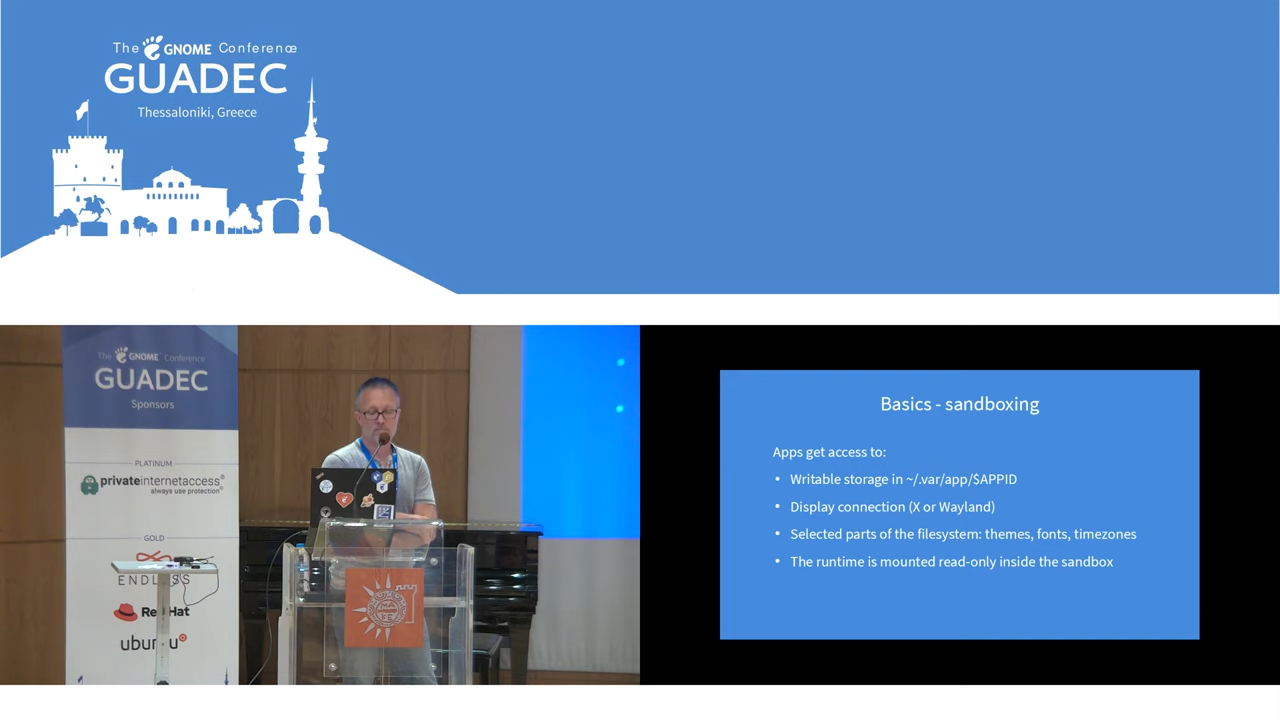 The GNOME Conference
GUADEC
Thessaloniki, Greece
The GNOME Conference
GUADEC
Sponsors
PLATINUM
privateinternetaccess®
always use protection®
GOLD
ENDLESS
Red Hat
ubuntu
Basics - sandboxing
Apps get access to:
• Writable storage in ~/.var/app/$APPID
• Display connection (X or Wayland)
• Selected parts of the filesystem: themes, fonts, timezones
• The runtime is mounted read-only inside the sandbox